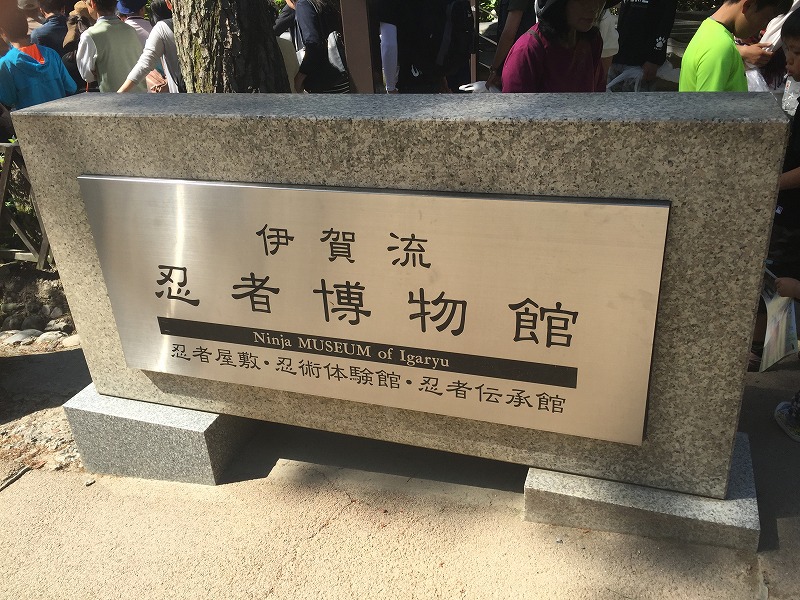 伊賀流
忍者博物館
Ninja MUSEUM of Igaryu
忍者屋敷・忍術体験館・忍者伝承館